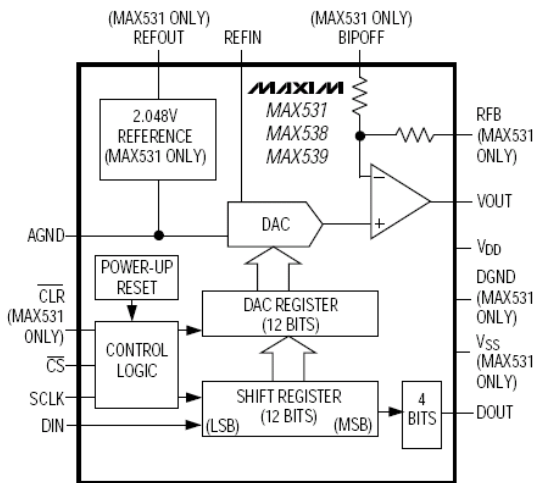 (MAX531 ONLY)
REFOUT
REFIN
(MAX531 ONLY)
BIPOFF
MAXIM
MAX531
MAX538
MAX539
2.048V
REFERENCE
(MAX531 ONLY)
RFB
(MAX531
ONLY)
−
+
VOUT
DAC
AGND
VDD
POWER-UP
RESET
DGND
(MAX531
ONLY)
CLR
(MAX531
ONLY)
DAC REGISTER
(12 BITS)
CONTROL
LOGIC
VSS
(MAX531
ONLY)
CS
SCLK
SHIFT REGISTER
(12 BITS)
(LSB)
(MSB)
4
BITS
DOUT
DIN